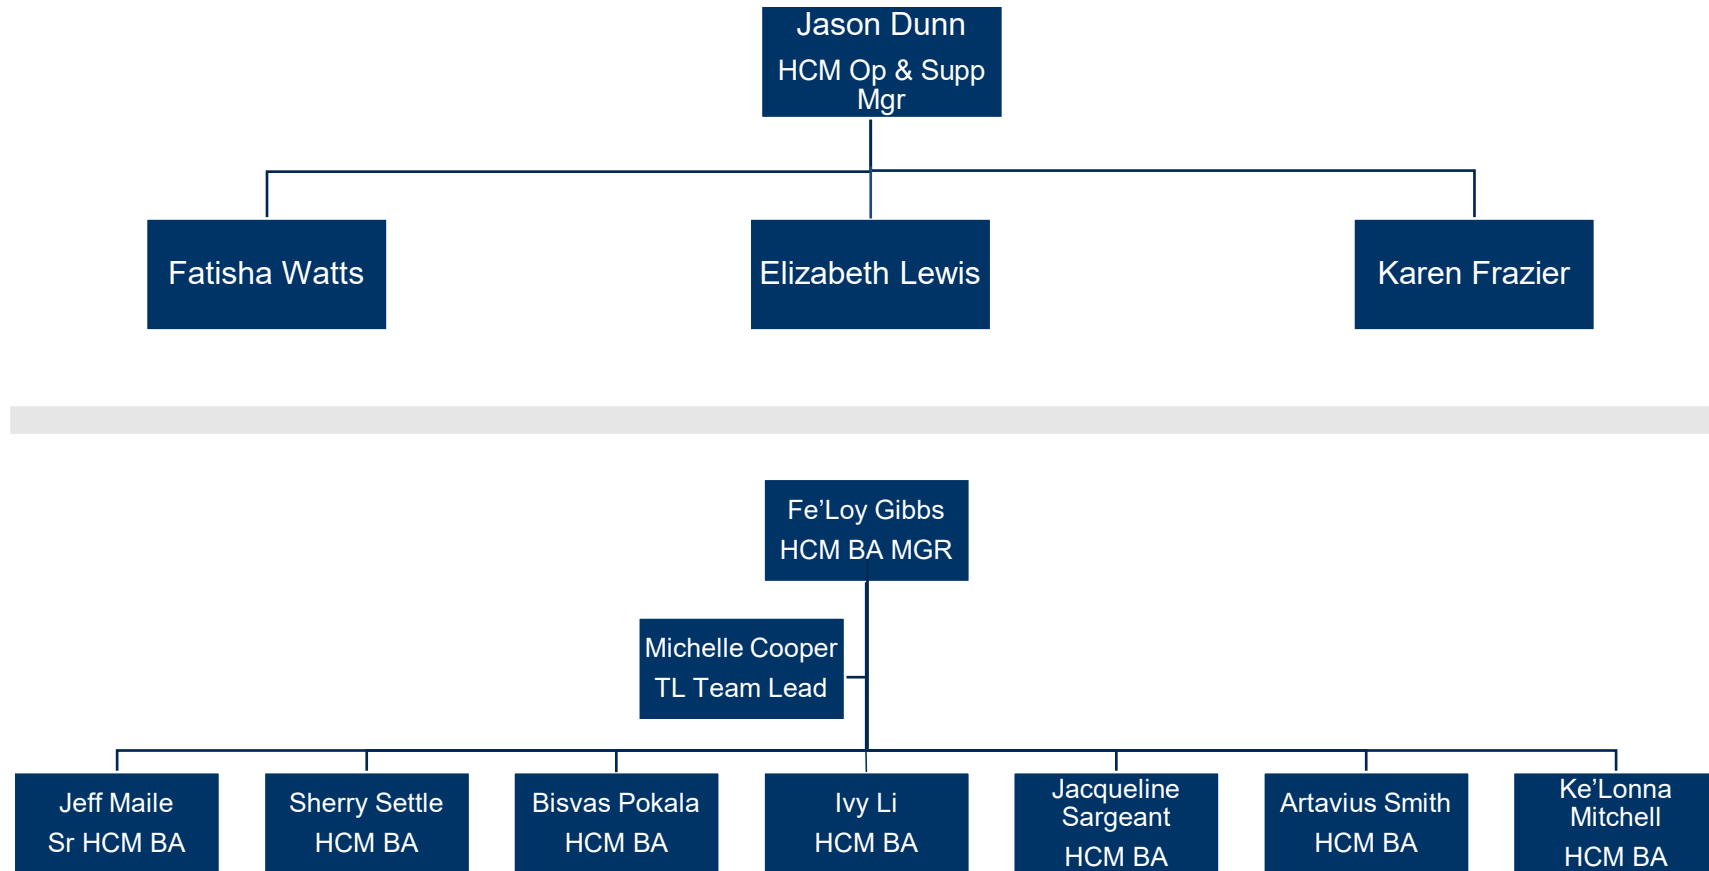 Jason Dunn
HCM Op & Supp
Mgr
Fatisha Watts
Elizabeth Lewis
Karen Frazier
Fe’Loy Gibbs
HCM BA MGR
Michelle Cooper
TL Team Lead
Jeff Maile
Sr HCM BA
Sherry Settle
HCM BA
Bisvas Pokala
HCM BA
Ivy Li
HCM BA
Jacqueline
Sargeant
HCM BA
Artavius Smith
HCM BA
Ke’Lonna
Mitchell
HCM BA